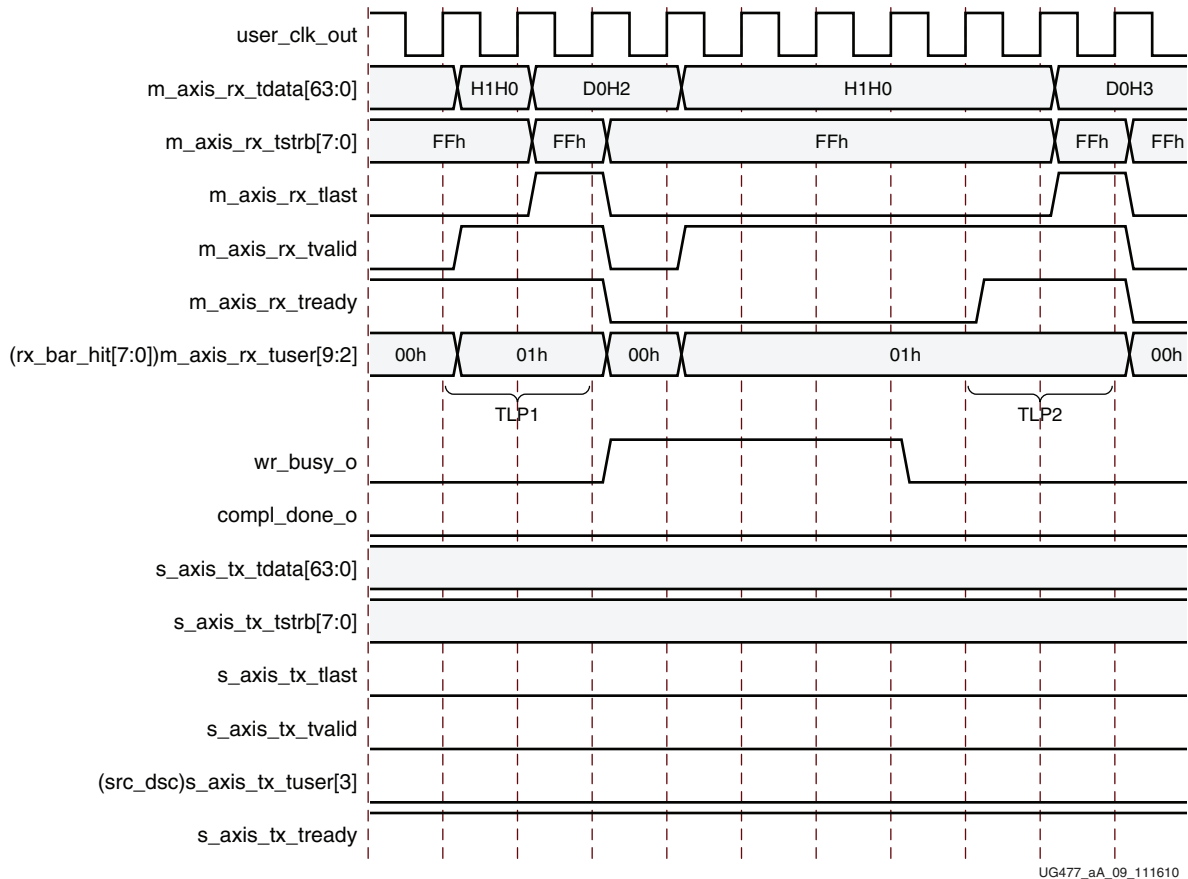 user_clk_out
m_axis_rx_tdata[63:0] H1H0 D0H2 H1H0 D0H3
m_axis_rx_tstrb[7:0] FFh FFh FFh FFh FFh
m_axis_rx_tlast
m_axis_rx_tvalid
m_axis_rx_tready
(rx_bar_hit[7:0])m_axis_rx_tuser[9:2] 00h 01h 00h 01h 00h
TLP1 TLP2
wr_busy_o
compl_done_o
s_axis_tx_tdata[63:0]
s_axis_tx_tstrb[7:0]
s_axis_tx_tlast
s_axis_tx_tvalid
(src_dsc)s_axis_tx_tuser[3]
s_axis_tx_tready
UG477_aA_09_111610